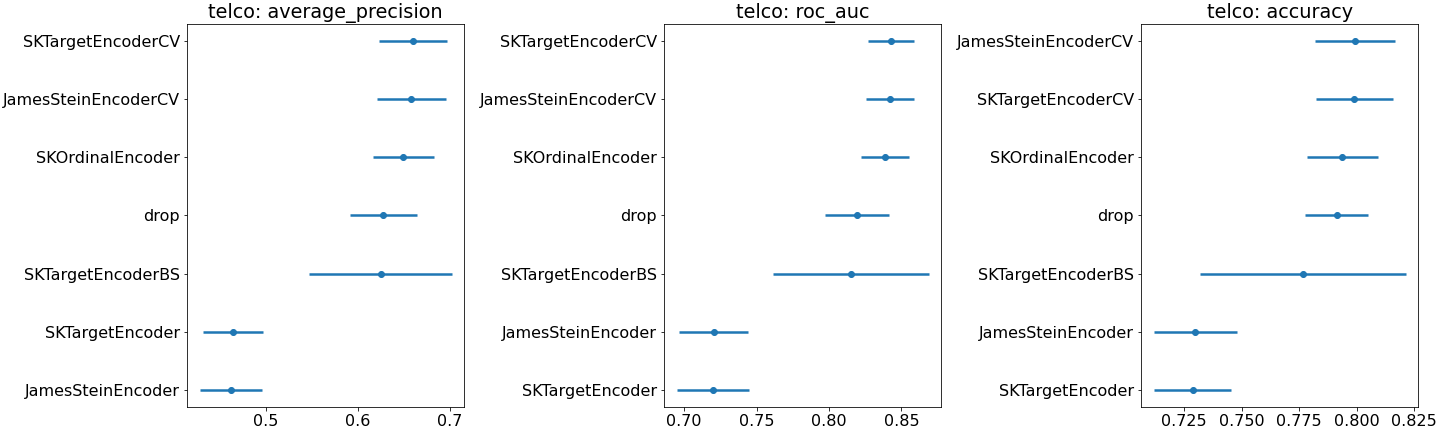 telco: average_precision
SKTargetEncoderCV
JamesSteinEncoderCV
SKOrdinalEncoder
drop
SKTargetEncoderBS
SKTargetEncoder
JamesSteinEncoder
0.5 0.6 0.7
telco: roc_auc
SKTargetEncoderCV
JamesSteinEncoderCV
SKOrdinalEncoder
drop
SKTargetEncoderBS
JamesSteinEncoder
SKTargetEncoder
0.70 0.75 0.80 0.85
telco: accuracy
JamesSteinEncoderCV
SKTargetEncoderCV
SKOrdinalEncoder
drop
SKTargetEncoderBS
JamesSteinEncoder
SKTargetEncoder
0.725 0.750 0.775 0.800 0.825